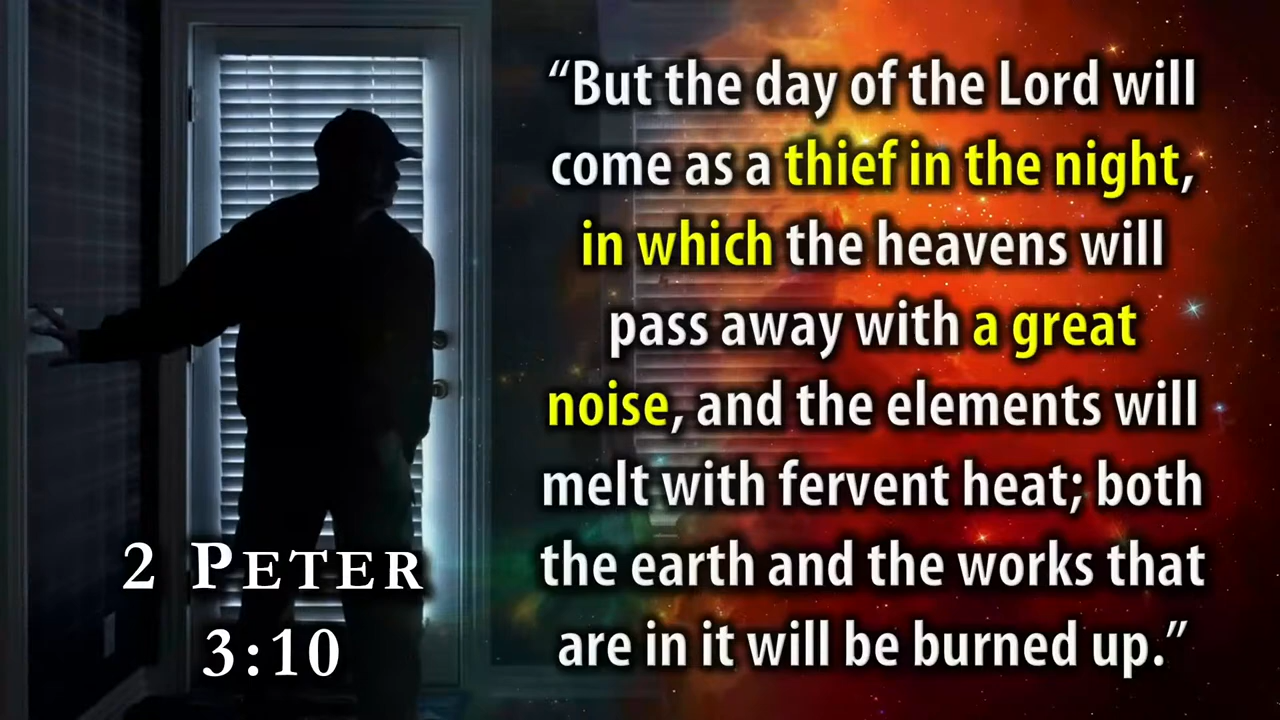 “But the day of the Lord will
come as a thief in the night,
in which the heavens will
pass away with a great
noise, and the elements will
melt with fervent heat; both
the earth and the works that
are in it will be burned up.”
2 PETER
3:10